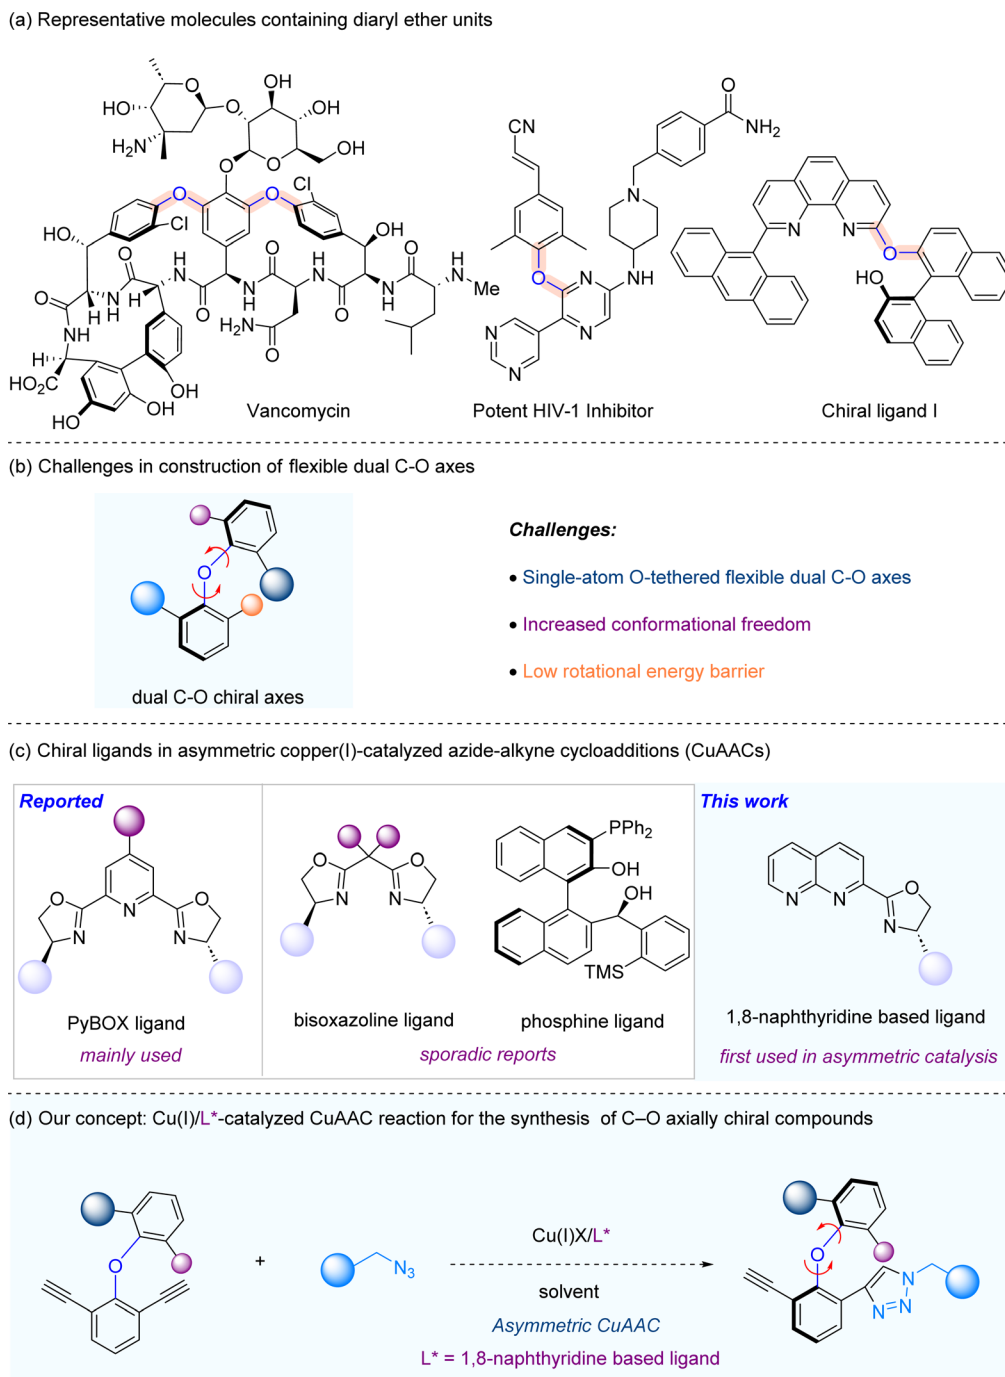 (a) Representative molecules containing diaryl ether units
OH
O
HO
O
OH
H2N
O
OH
O
O
O
Cl
O
Cl
HO
OH
O
H
N
O
H
N
O
H
N
Me
O
N
H
N
H
O
N
H
O
H
NH
H2N
O
H
HO2C
OH
OH
HO
Vancomycin
CN
O
NH2
N
O
N
NH
N
N
N
Potent HIV-1 Inhibitor
N
N
O
HO
Chiral ligand I
(b) Challenges in construction of flexible dual C-O axes
O
dual C-O chiral axes
Challenges:
• Single-atom O-tethered flexible dual C-O axes
• Increased conformational freedom
• Low rotational energy barrier
(c) Chiral ligands in asymmetric copper(I)-catalyzed azide-alkyne cycloadditions (CuAACs)
Reported
O
N
N
N
O
PyBOX ligand
mainly used
O
N
N
O
bisoxazoline ligand
PPh2
OH
OH
TMS
phosphine ligand
sporadic reports
This work
N
N
O
N
1,8-naphthyridine based ligand
first used in asymmetric catalysis
(d) Our concept: Cu(I)/L*-catalyzed CuAAC reaction for the synthesis of C–O axially chiral compounds
O
+
N3
Cu(I)X/L*
solvent
Asymmetric CuAAC
L* = 1,8-naphthyridine based ligand
O
N
N
N